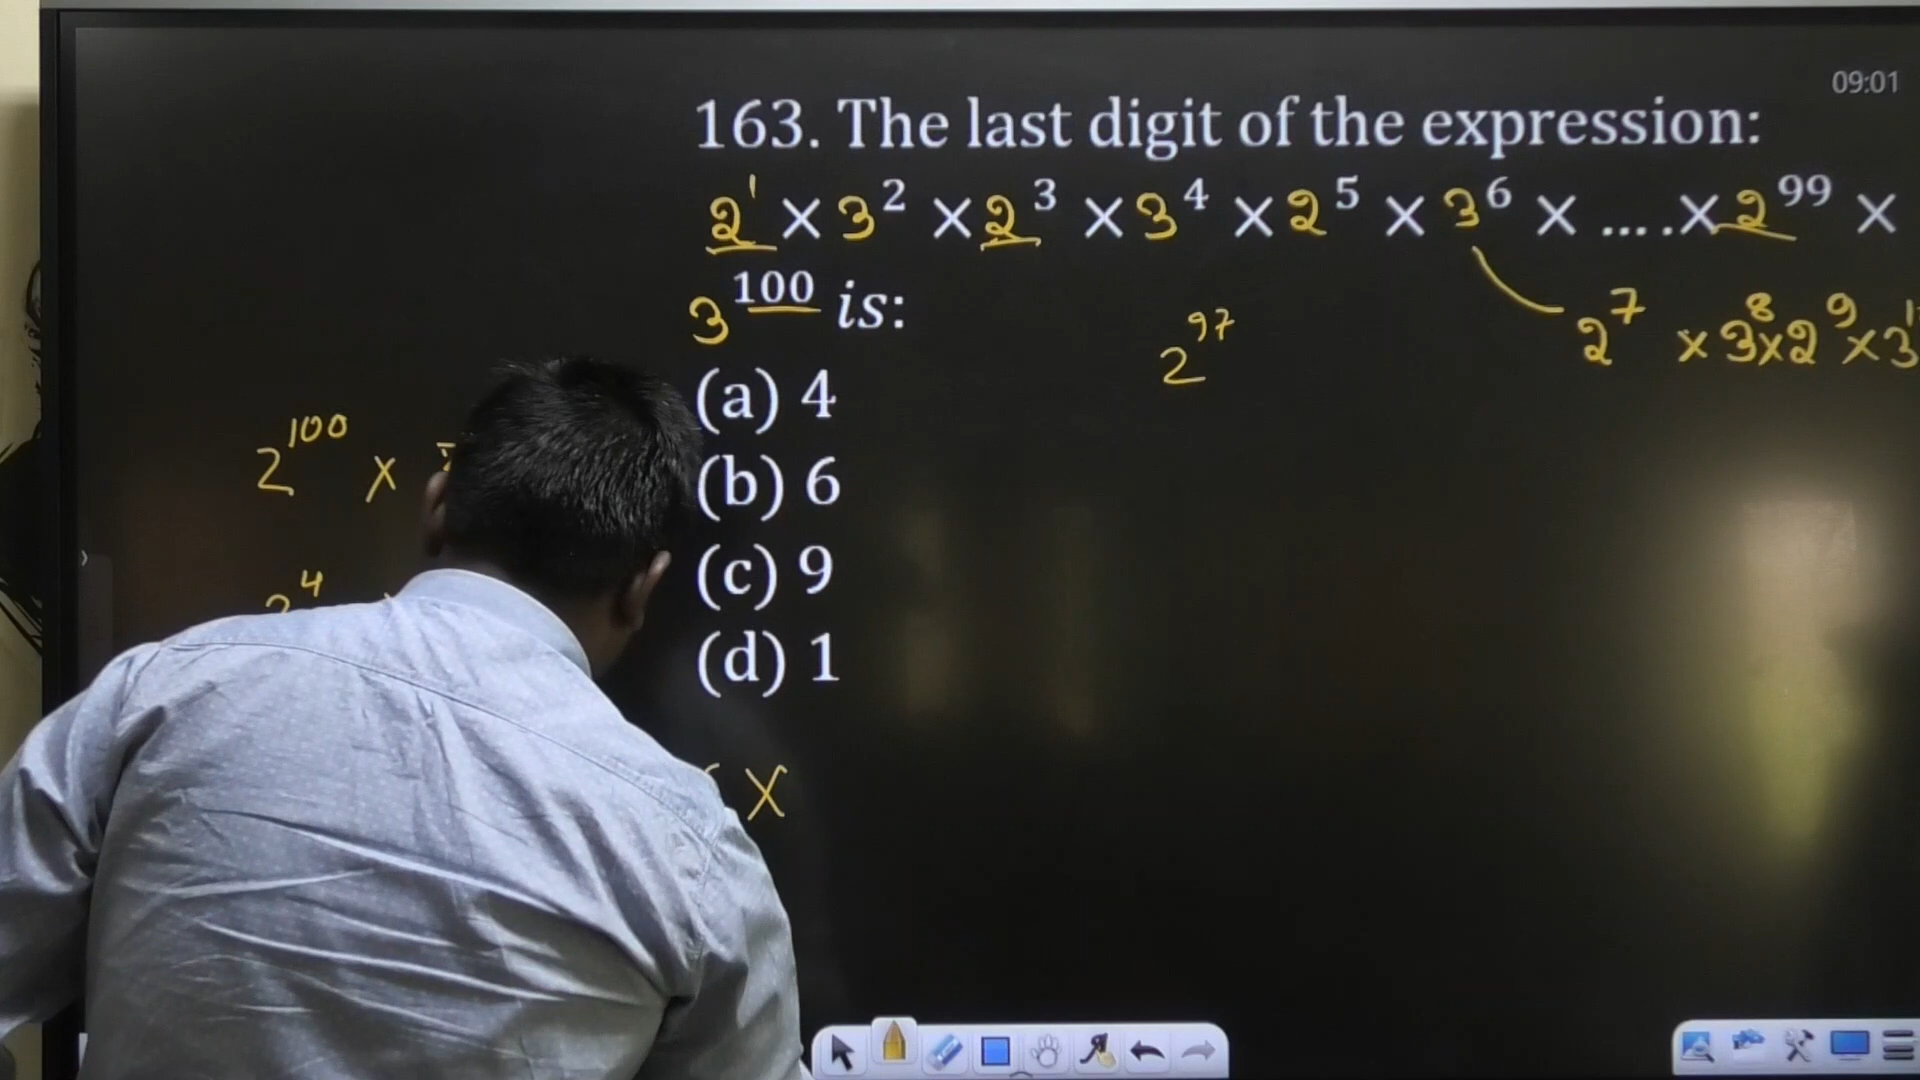 09:01
163. The last digit of the expression:
2¹ × 3² × 2³ × 3⁴ × 2⁵ × 3⁶ × ....× 2⁹⁹ ×
3¹⁰⁰ is:
2⁷ × 3⁸ × 2⁹ × 3
2⁹⁷
(a) 4
2¹⁰⁰ ×
(b) 6
(c) 9
2⁴
(d) 1
×